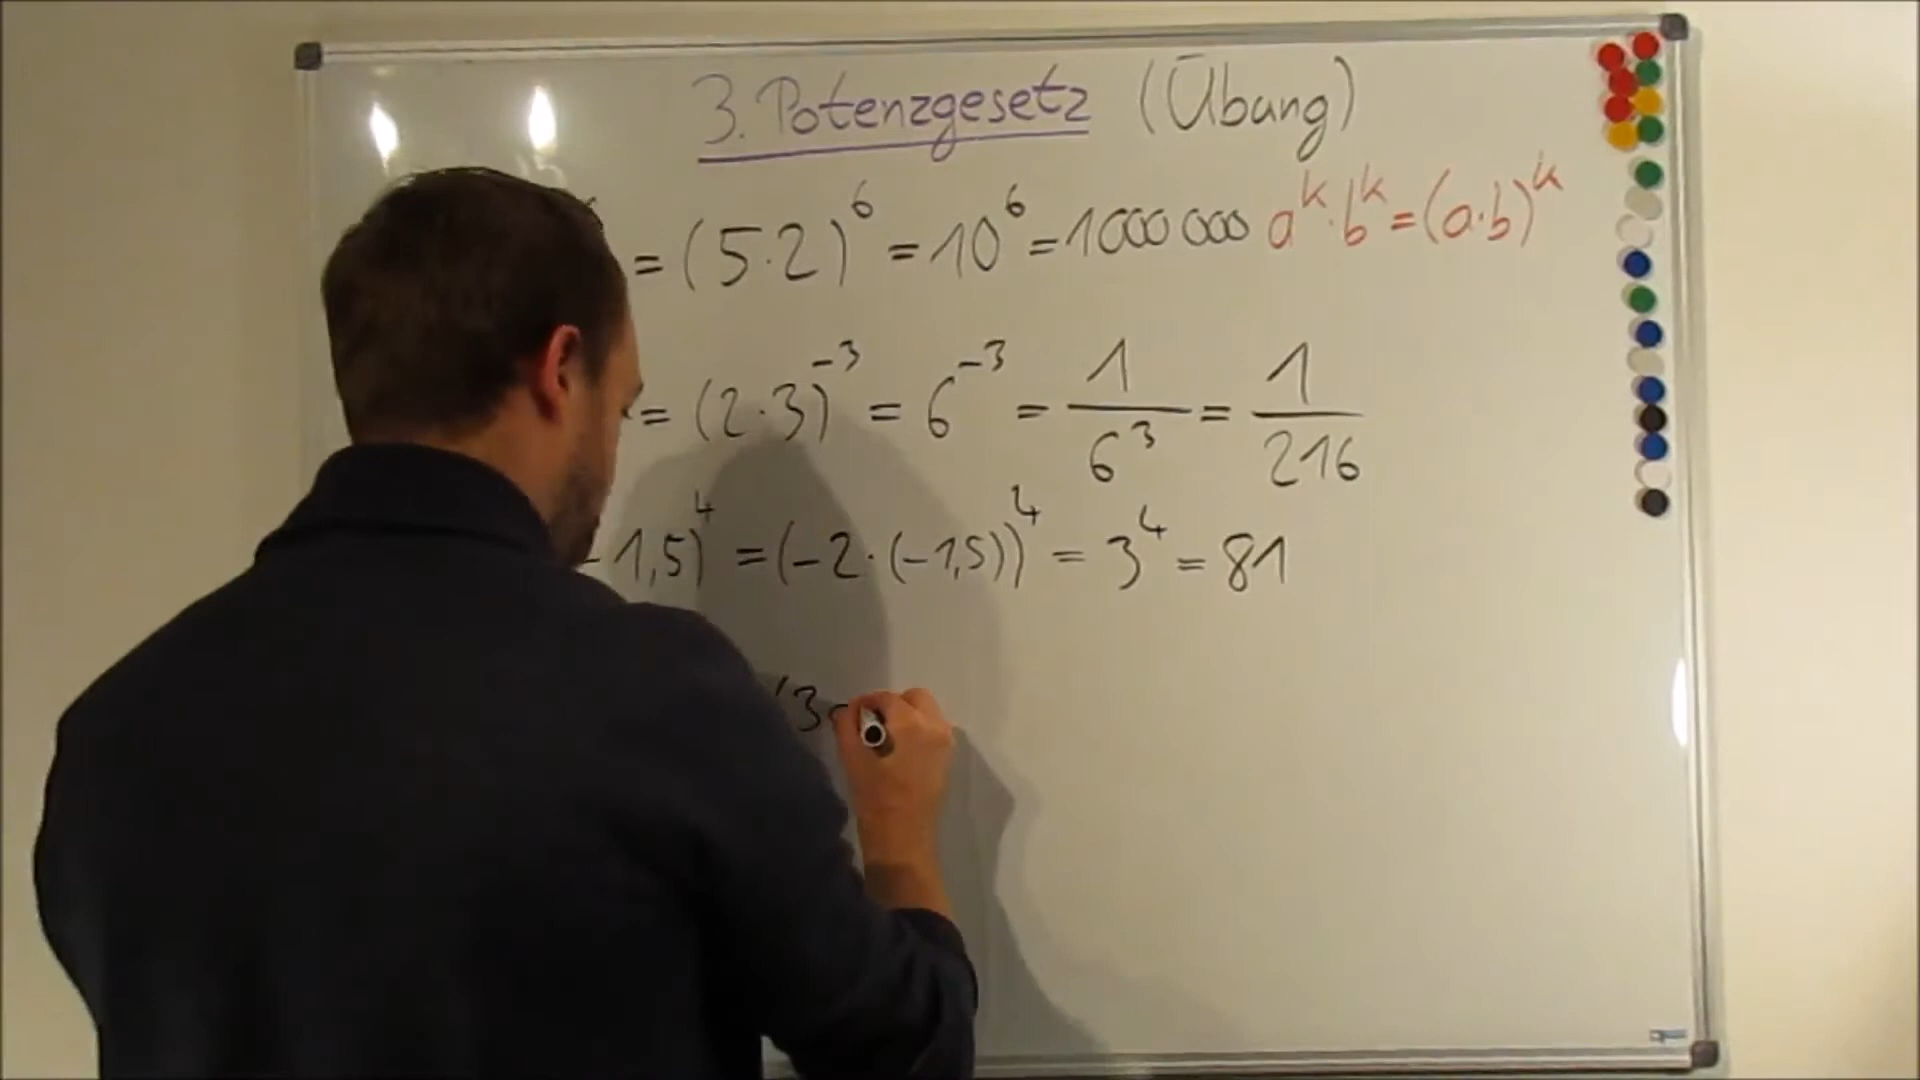 3. Potenzgesetz (Übung)
= (5·2)⁶ = 10⁶ = 1000 000 aᵏ·bᵏ = (a·b)ᵏ
= (2·3)⁻³ = 6⁻³ = 1/6³ = 1/216
-1,5)⁴ = (-2·(-1,5))⁴ = 3⁴ = 81
(3